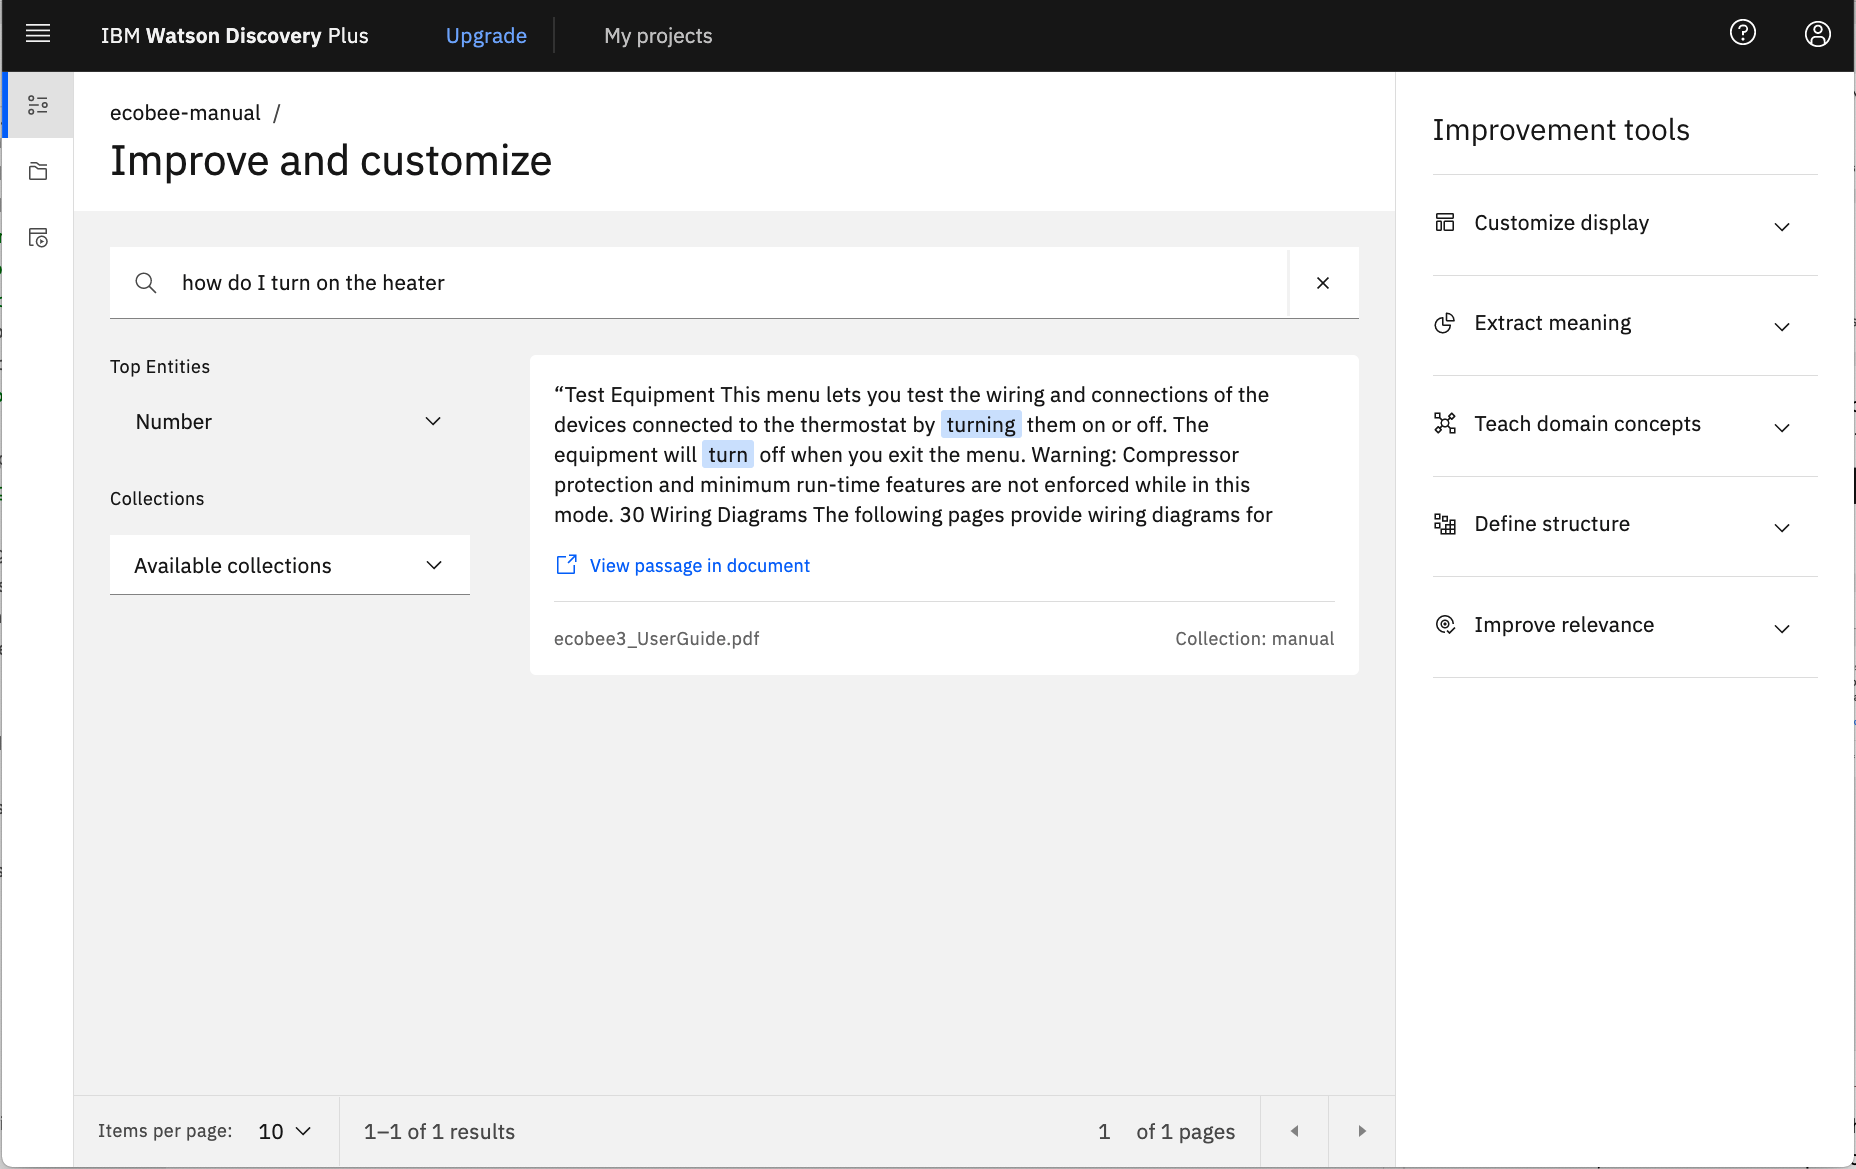 IBM Watson Discovery Plus
Upgrade
My projects
ecobee-manual /
Improve and customize
how do I turn on the heater
Top Entities
Number
Collections
Available collections
“Test Equipment This menu lets you test the wiring and connections of the
devices connected to the thermostat by turning them on or off. The
equipment will turn off when you exit the menu. Warning: Compressor
protection and minimum run-time features are not enforced while in this
mode. 30 Wiring Diagrams The following pages provide wiring diagrams for
View passage in document
ecobee3_UserGuide.pdf
Collection: manual
Items per page: 10
1–1 of 1 results
1 of 1 pages
Improvement tools
Customize display
Extract meaning
Teach domain concepts
Define structure
Improve relevance